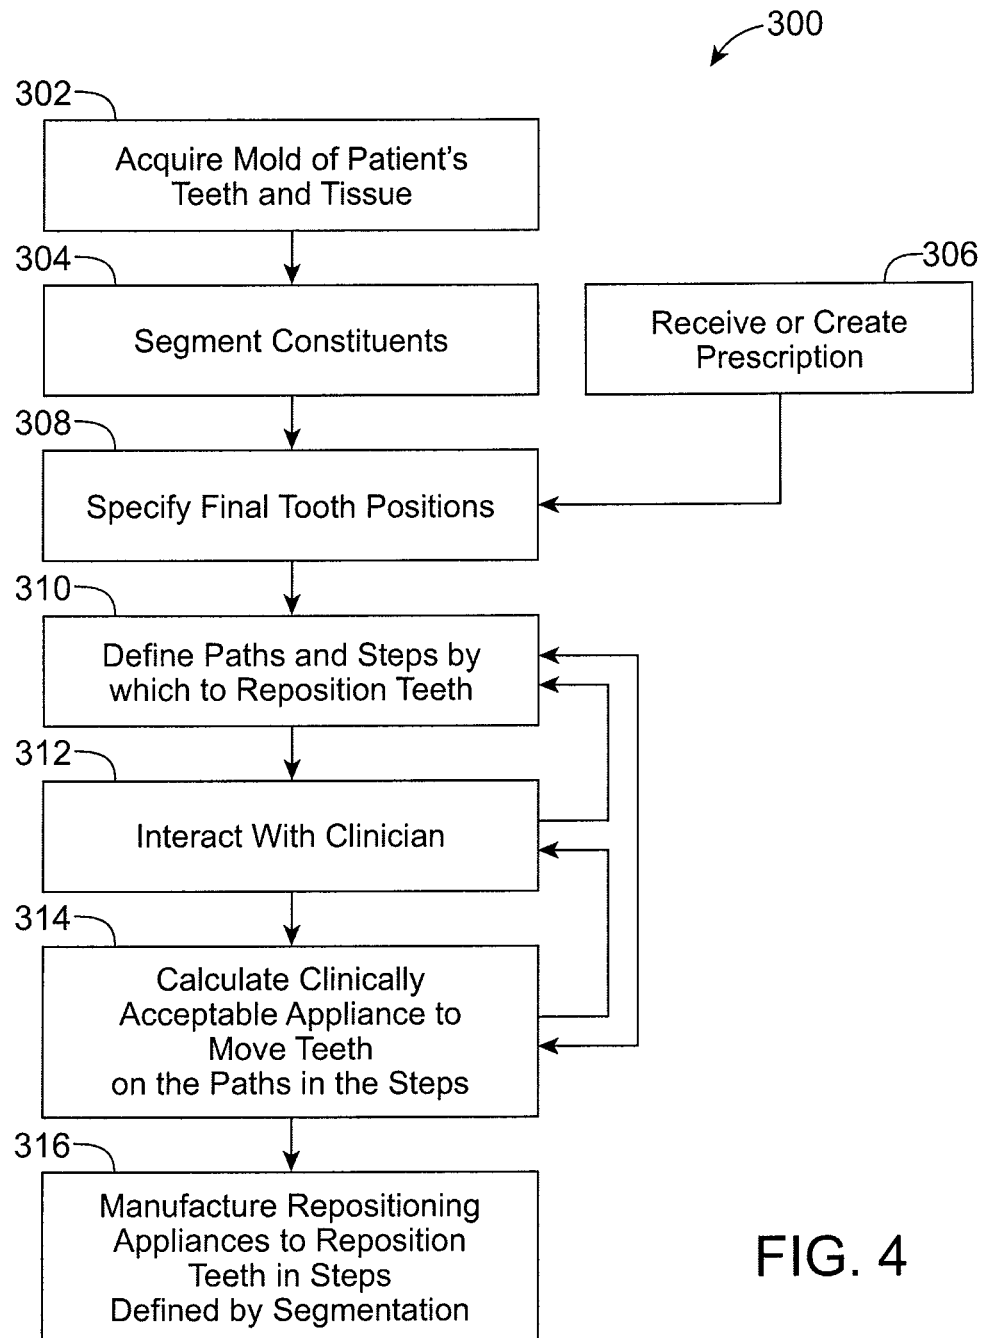 300
302
Acquire Mold of Patient's
Teeth and Tissue
304
Segment Constituents
306
Receive or Create
Prescription
308
Specify Final Tooth Positions
310
Define Paths and Steps by
which to Reposition Teeth
312
Interact With Clinician
314
Calculate Clinically
Acceptable Appliance to
Move Teeth
on the Paths in the Steps
316
Manufacture Repositioning
Appliances to Reposition
Teeth in Steps
Defined by Segmentation
FIG. 4